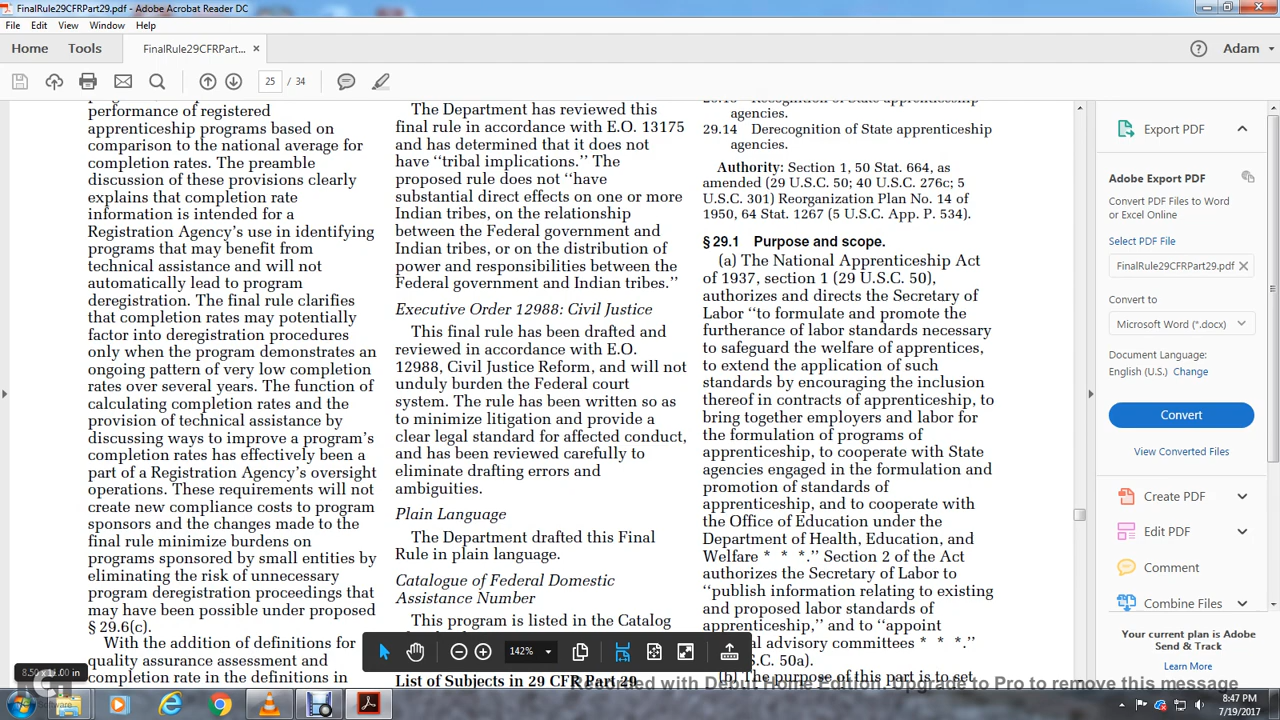 FinalRule29CFRPart29.pdf - Adobe Acrobat Reader DC
File Edit View Window Help
Home Tools FinalRule29CFRPart... ×
Adam
25 / 34
performance of registered
apprenticeship programs based on
comparison to the national average for
completion rates. The preamble
discussion of these provisions clearly
explains that completion rate
information is intended for a
Registration Agency's use in identifying
programs that may benefit from
technical assistance and will not
automatically lead to program
deregistration. The final rule clarifies
that completion rates may potentially
factor into deregistration procedures
only when the program demonstrates an
ongoing pattern of very low completion
rates over several years. The function of
calculating completion rates and the
provision of technical assistance by
discussing ways to improve a program's
completion rates has effectively been a
part of a Registration Agency's oversight
operations. These requirements will not
create new compliance costs to program
sponsors and the changes made to the
final rule minimize burdens on
programs sponsored by small entities by
eliminating the risk of unnecessary
program deregistration proceedings that
may have been possible under proposed
§ 29.6(c).
With the addition of definitions for
quality assurance assessment and
completion rate in the definitions in
The Department has reviewed this
final rule in accordance with E.O. 13175
and has determined that it does not
have ''tribal implications.'' The
proposed rule does not ''have
substantial direct effects on one or more
Indian tribes, on the relationship
between the Federal government and
Indian tribes, or on the distribution of
power and responsibilities between the
Federal government and Indian tribes.''
Executive Order 12988: Civil Justice
This final rule has been drafted and
reviewed in accordance with E.O.
12988, Civil Justice Reform, and will not
unduly burden the Federal court
system. The rule has been written so as
to minimize litigation and provide a
clear legal standard for affected conduct,
and has been reviewed carefully to
eliminate drafting errors and
ambiguities.
Plain Language
The Department drafted this Final
Rule in plain language.
Catalogue of Federal Domestic
Assistance Number
This program is listed in the Catalog
List of Subjects in 29 CFR Part 29
agencies.
29.14 Derecognition of State apprenticeship
agencies.
Authority: Section 1, 50 Stat. 664, as
amended (29 U.S.C. 50; 40 U.S.C. 276c; 5
U.S.C. 301) Reorganization Plan No. 14 of
1950, 64 Stat. 1267 (5 U.S.C. App. P. 534).
§ 29.1 Purpose and scope.
(a) The National Apprenticeship Act
of 1937, section 1 (29 U.S.C. 50),
authorizes and directs the Secretary of
Labor ''to formulate and promote the
furtherance of labor standards necessary
to safeguard the welfare of apprentices,
to extend the application of such
standards by encouraging the inclusion
thereof in contracts of apprenticeship, to
bring together employers and labor for
the formulation of programs of
apprenticeship, to cooperate with State
agencies engaged in the formulation and
promotion of standards of
apprenticeship, and to cooperate with
the Office of Education under the
Department of Health, Education, and
Welfare * * *.'' Section 2 of the Act
authorizes the Secretary of Labor to
''publish information relating to existing
and proposed labor standards of
apprenticeship,'' and to ''appoint
advisory committees * * *.''
50a).
(b) The purpose of this part is to set
Export PDF
Adobe Export PDF
Convert PDF Files to Word
or Excel Online
Select PDF File
FinalRule29CFRPart29.pdf ×
Convert to
Microsoft Word (*.docx)
Document Language:
English (U.S.) Change
Convert
View Converted Files
Create PDF
Edit PDF
Comment
Combine Files
Your current plan is Adobe
Send & Track
Learn More
142%
8.50 x 11.00 in
Recorded with Debut Home Edition. Upgrade to Pro to remove this message
8:47 PM
7/19/2017